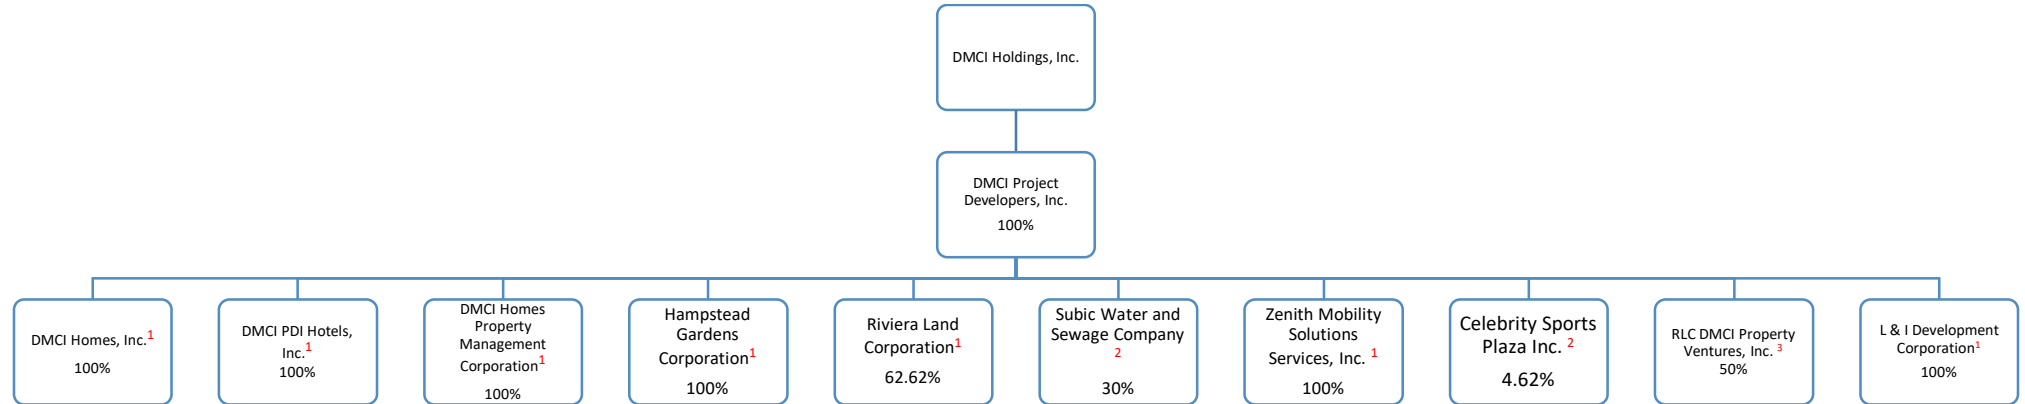 DMCI Holdings, Inc.
DMCI Project
Developers, Inc.
100%
DMCI Homes, Inc.1
100%
DMCI PDI Hotels,
Inc.1
100%
DMCI Homes
Property
Management
Corporation1
100%
Hampstead
Gardens
Corporation1
100%
Riviera Land
Corporation1
62.62%
Subic Water and
Sewage Company
2
30%
Zenith Mobility
Solutions
Services, Inc. 1
100%
Celebrity Sports
Plaza Inc. 2
4.62%
RLC DMCI Property
Ventures, Inc. 3
50%
L & I Development
Corporation1
100%